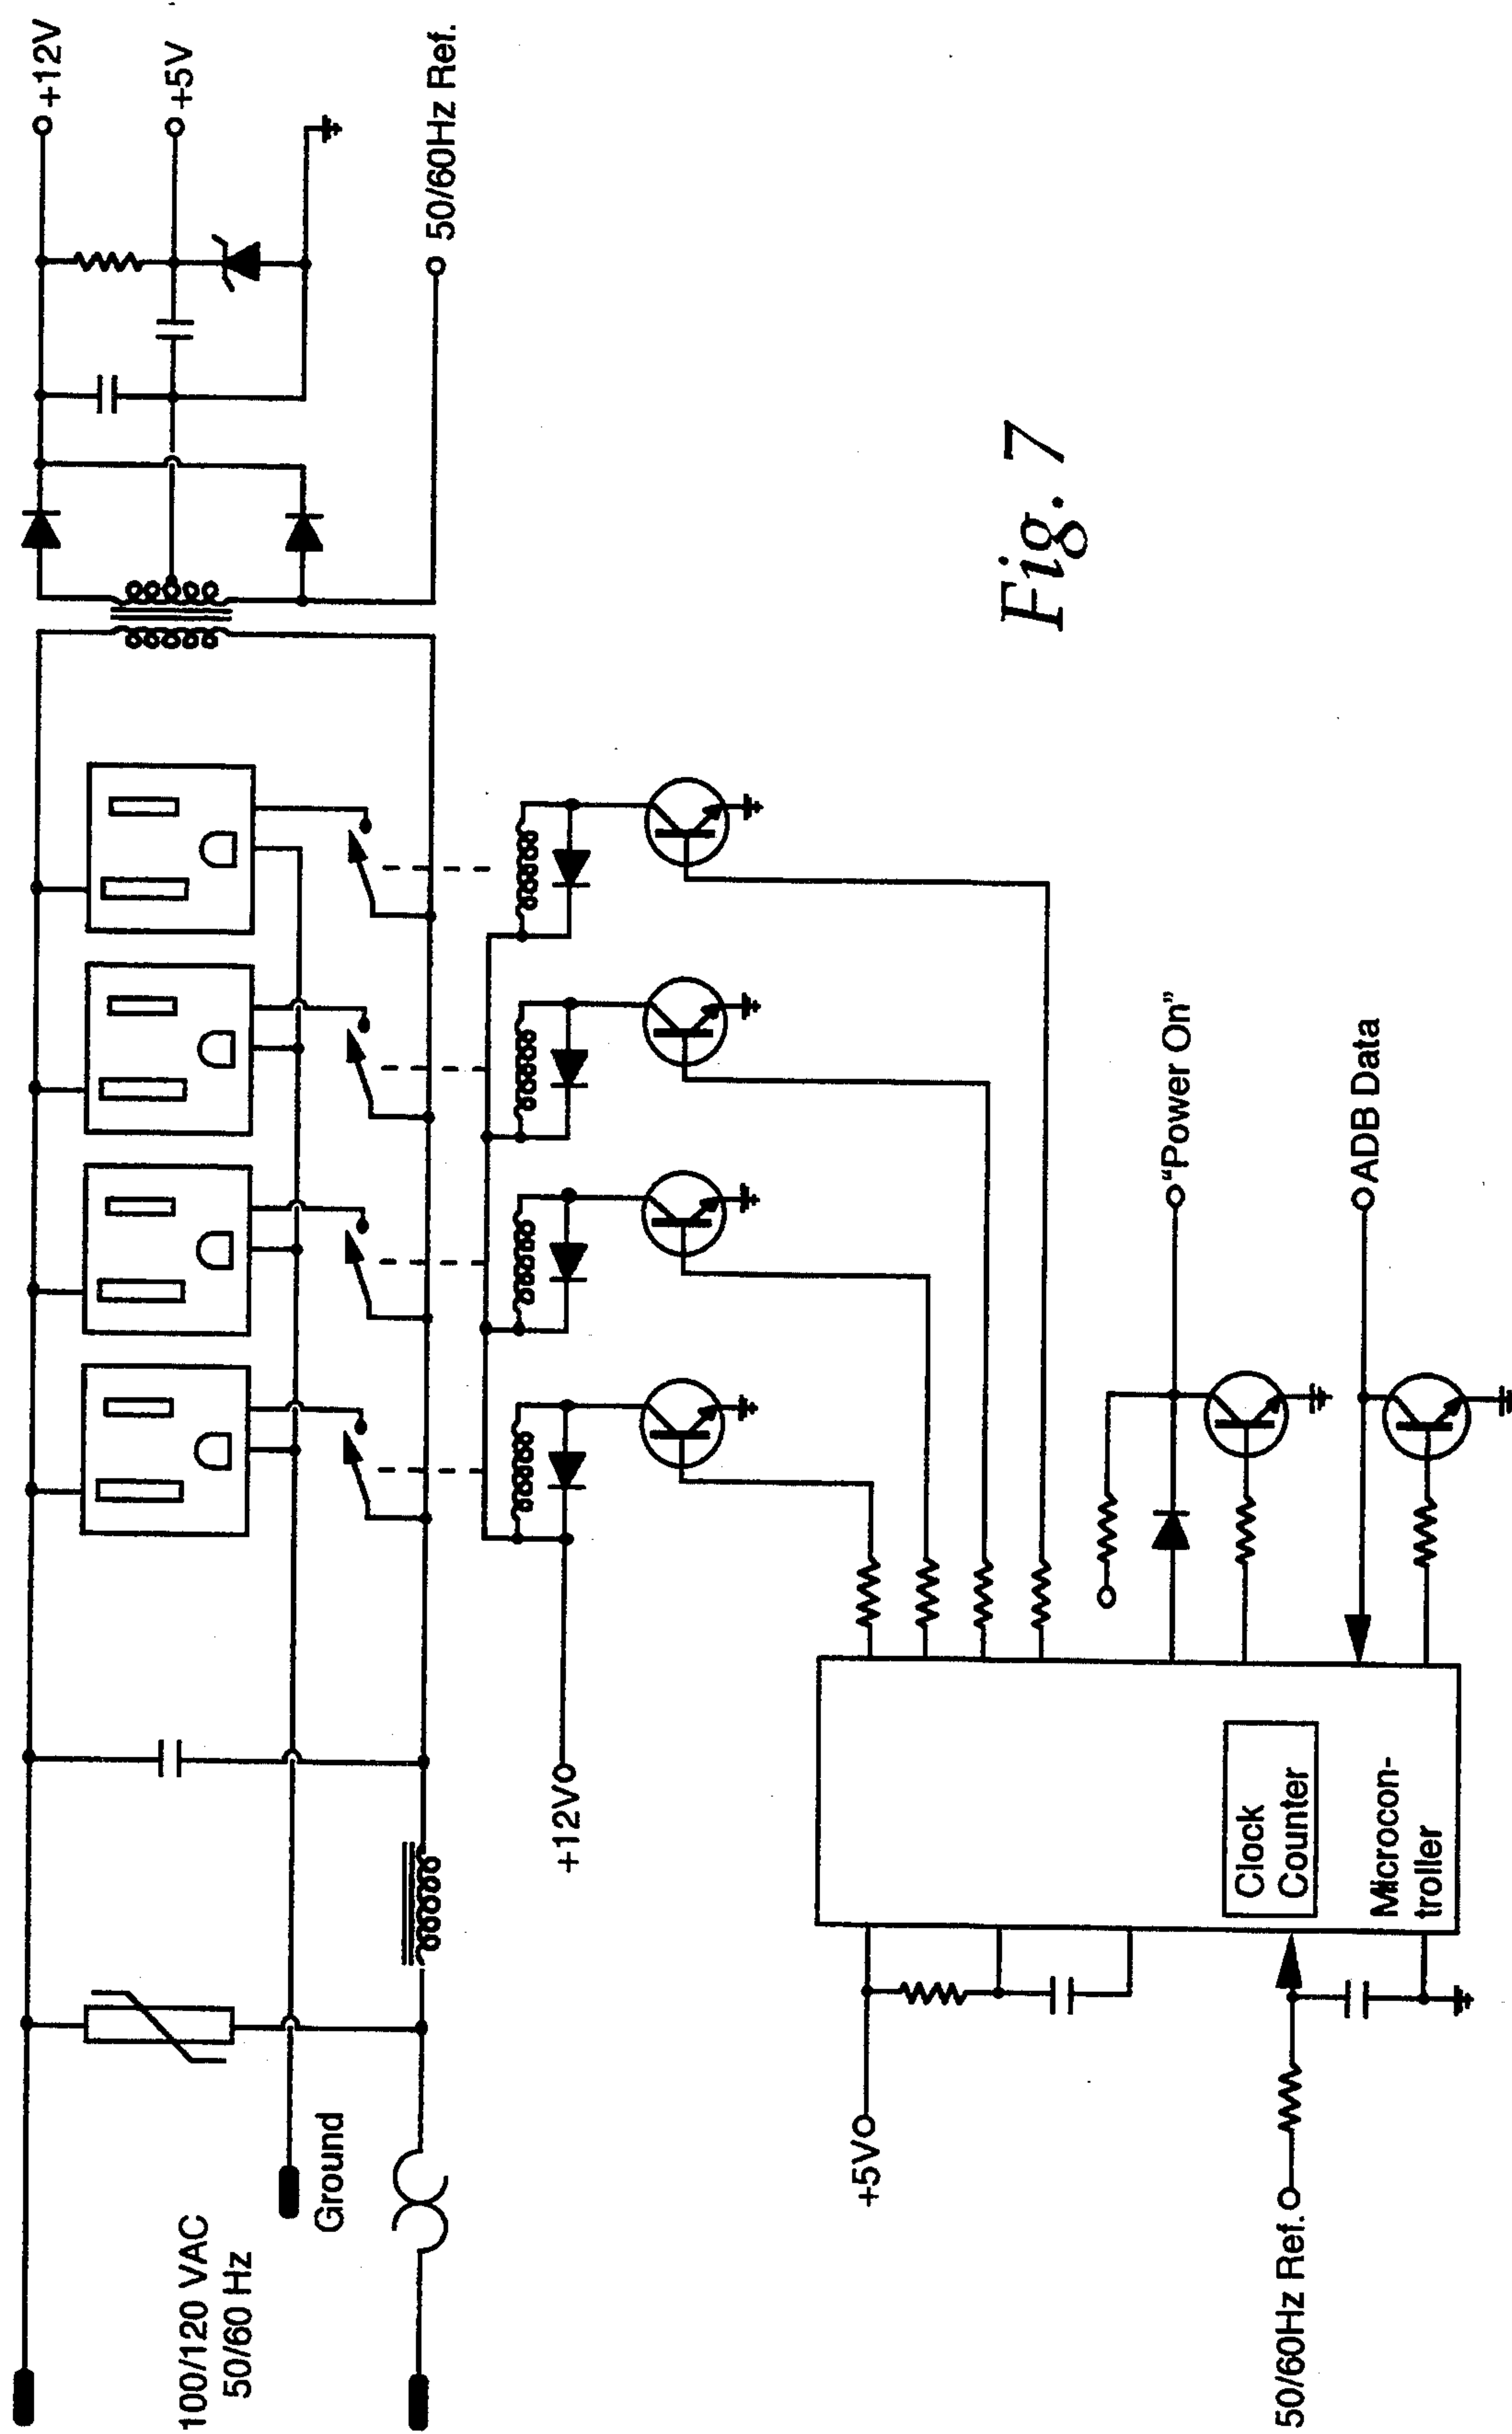 +12V
+5V
50/60Hz Ref.
100/120 VAC
50/60 Hz
Ground
+12V
+5V
50/60Hz Ref.
Clock
Counter
Microcon-
troller
“Power On”
ADB Data
Fig. 7